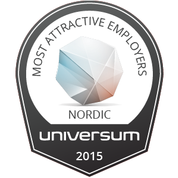 MOST ATTRACTIVE EMPLOYERS
NORDIC
universum
2015